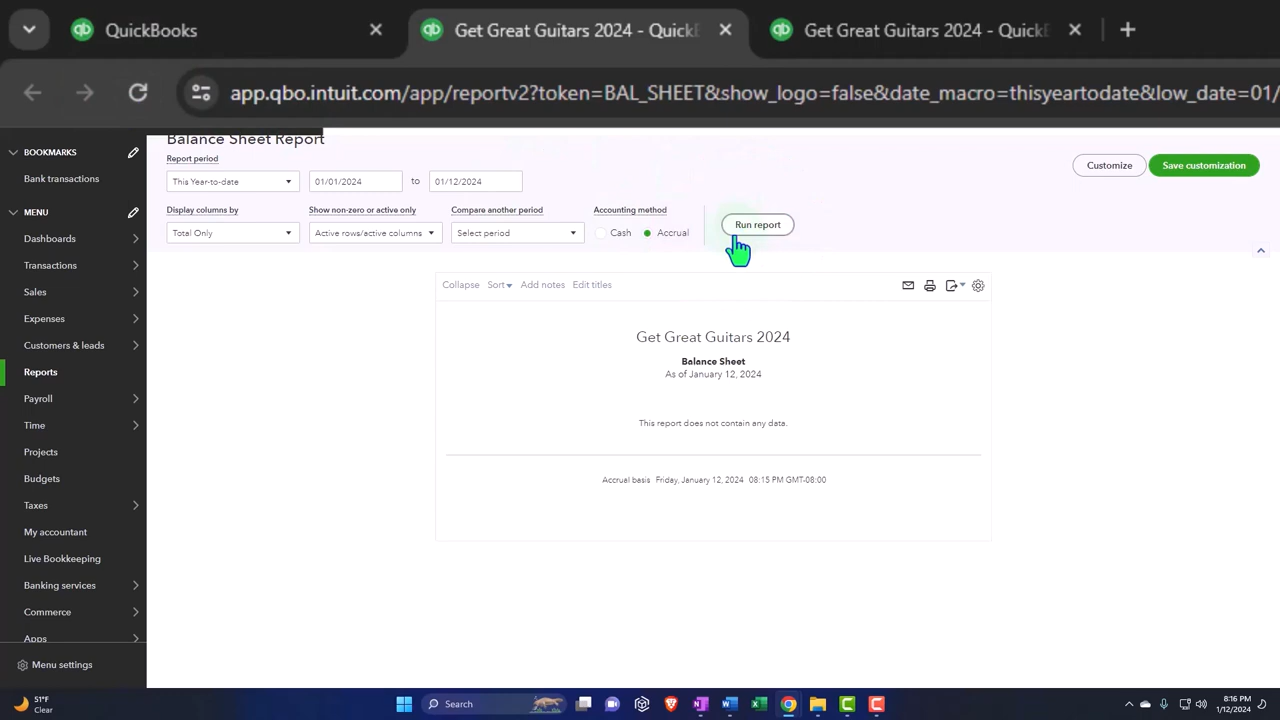 QuickBooks
Get Great Guitars 2024 - QuickB
Get Great Guitars 2024 - QuickB
app.qbo.intuit.com/app/reportv2?token=BAL_SHEET&show_logo=false&date_macro=thisyeartodate&low_date=01/
Balance Sheet Report
Report period
This Year-to-date 01/01/2024 to 01/12/2024
Customize Save customization
Display columns by Show non-zero or active only Compare another period Accounting method
Total Only Active rows/active columns Select period Cash Accrual Run report
BOOKMARKS
Bank transactions
MENU
Dashboards
Transactions
Sales
Expenses
Customers & leads
Reports
Payroll
Time
Projects
Budgets
Taxes
My accountant
Live Bookkeeping
Banking services
Commerce
Apps
Menu settings
Collapse Sort Add notes Edit titles
Get Great Guitars 2024
Balance Sheet
As of January 12, 2024
This report does not contain any data.
Accrual basis Friday, January 12, 2024 08:15 PM GMT-08:00
51°F
Clear
Search
8:16 PM
1/12/2024